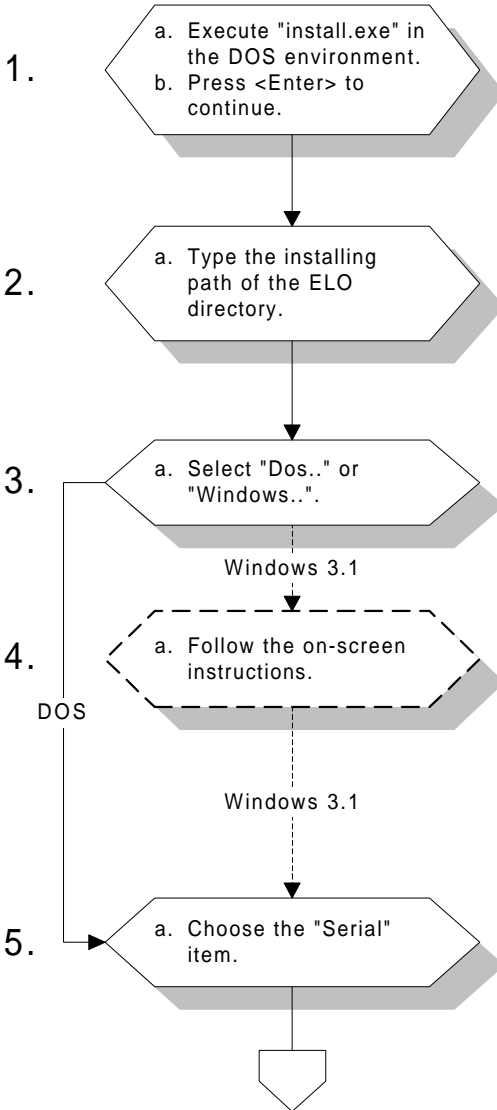 1.
a. Execute "install.exe" in
the DOS environment.
b. Press <Enter> to
continue.
2.
a. Type the installing
path of the ELO
directory.
3.
a. Select "Dos.." or
"Windows..".
Windows 3.1
4.
a. Follow the on-screen
instructions.
DOS
Windows 3.1
5.
a. Choose the "Serial"
item.